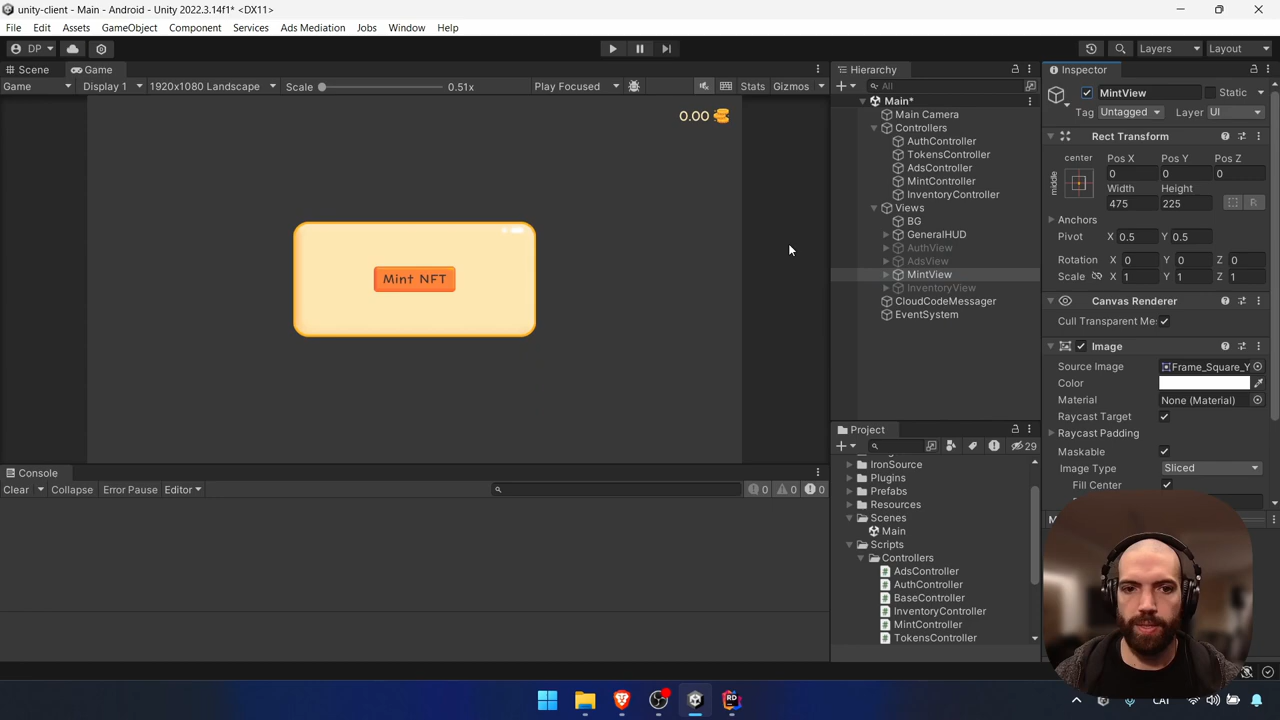 unity-client - Main - Android - Unity 2022.3.14f1* <DX11>
File Edit Assets GameObject Component Services Ads Mediation Jobs Window Help
DP Layers Layout
Scene Game
Game Display 1 1920x1080 Landscape Scale 0.51x Play Focused Stats Gizmos
0.00
Mint NFT
Console
Clear Collapse Error Pause Editor 0 0 0
Hierarchy
All
Main*
Main Camera
Controllers
AuthController
TokensController
AdsController
MintController
InventoryController
Views
BG
GeneralHUD
AuthView
AdsView
MintView
InventoryView
CloudCodeMessager
EventSystem
Project
29
IronSource
Plugins
Prefabs
Resources
Scenes
Main
Scripts
Controllers
AdsController
AuthController
BaseController
InventoryController
MintController
TokensController
Inspector
MintView Static
Tag Untagged Layer UI
Rect Transform
center Pos X Pos Y Pos Z
middle 0 0 0
Width Height
475 225 R
Anchors
Pivot X 0.5 Y 0.5
Rotation X 0 Y 0 Z 0
Scale X 1 Y 1 Z 1
Canvas Renderer
Cull Transparent Me
Image
Source Image Frame_Square_Y
Color
Material None (Material)
Raycast Target
Raycast Padding
Maskable
Image Type Sliced
Fill Center
CAT